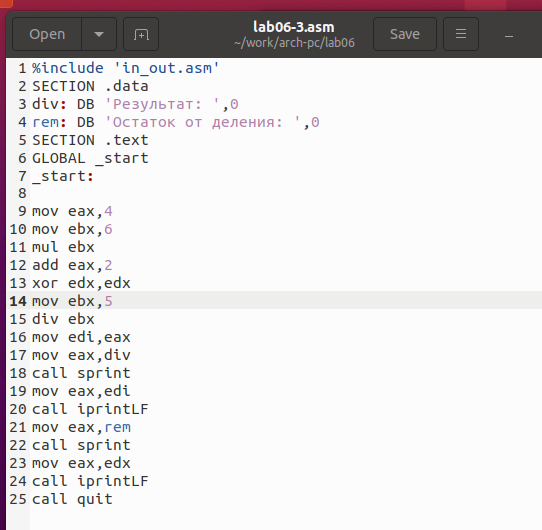 Open
lab06-3.asm
~/work/arch-pc/lab06
Save
1 %include 'in_out.asm'
2 SECTION .data
3 div: DB 'Результат: ',0
4 rem: DB 'Остаток от деления: ',0
5 SECTION .text
6 GLOBAL _start
7 _start:
8
9 mov eax,4
10 mov ebx,6
11 mul ebx
12 add eax,2
13 xor edx,edx
14 mov ebx,5
15 div ebx
16 mov edi,eax
17 mov eax,div
18 call sprint
19 mov eax,edi
20 call iprintLF
21 mov eax,rem
22 call sprint
23 mov eax,edx
24 call iprintLF
25 call quit